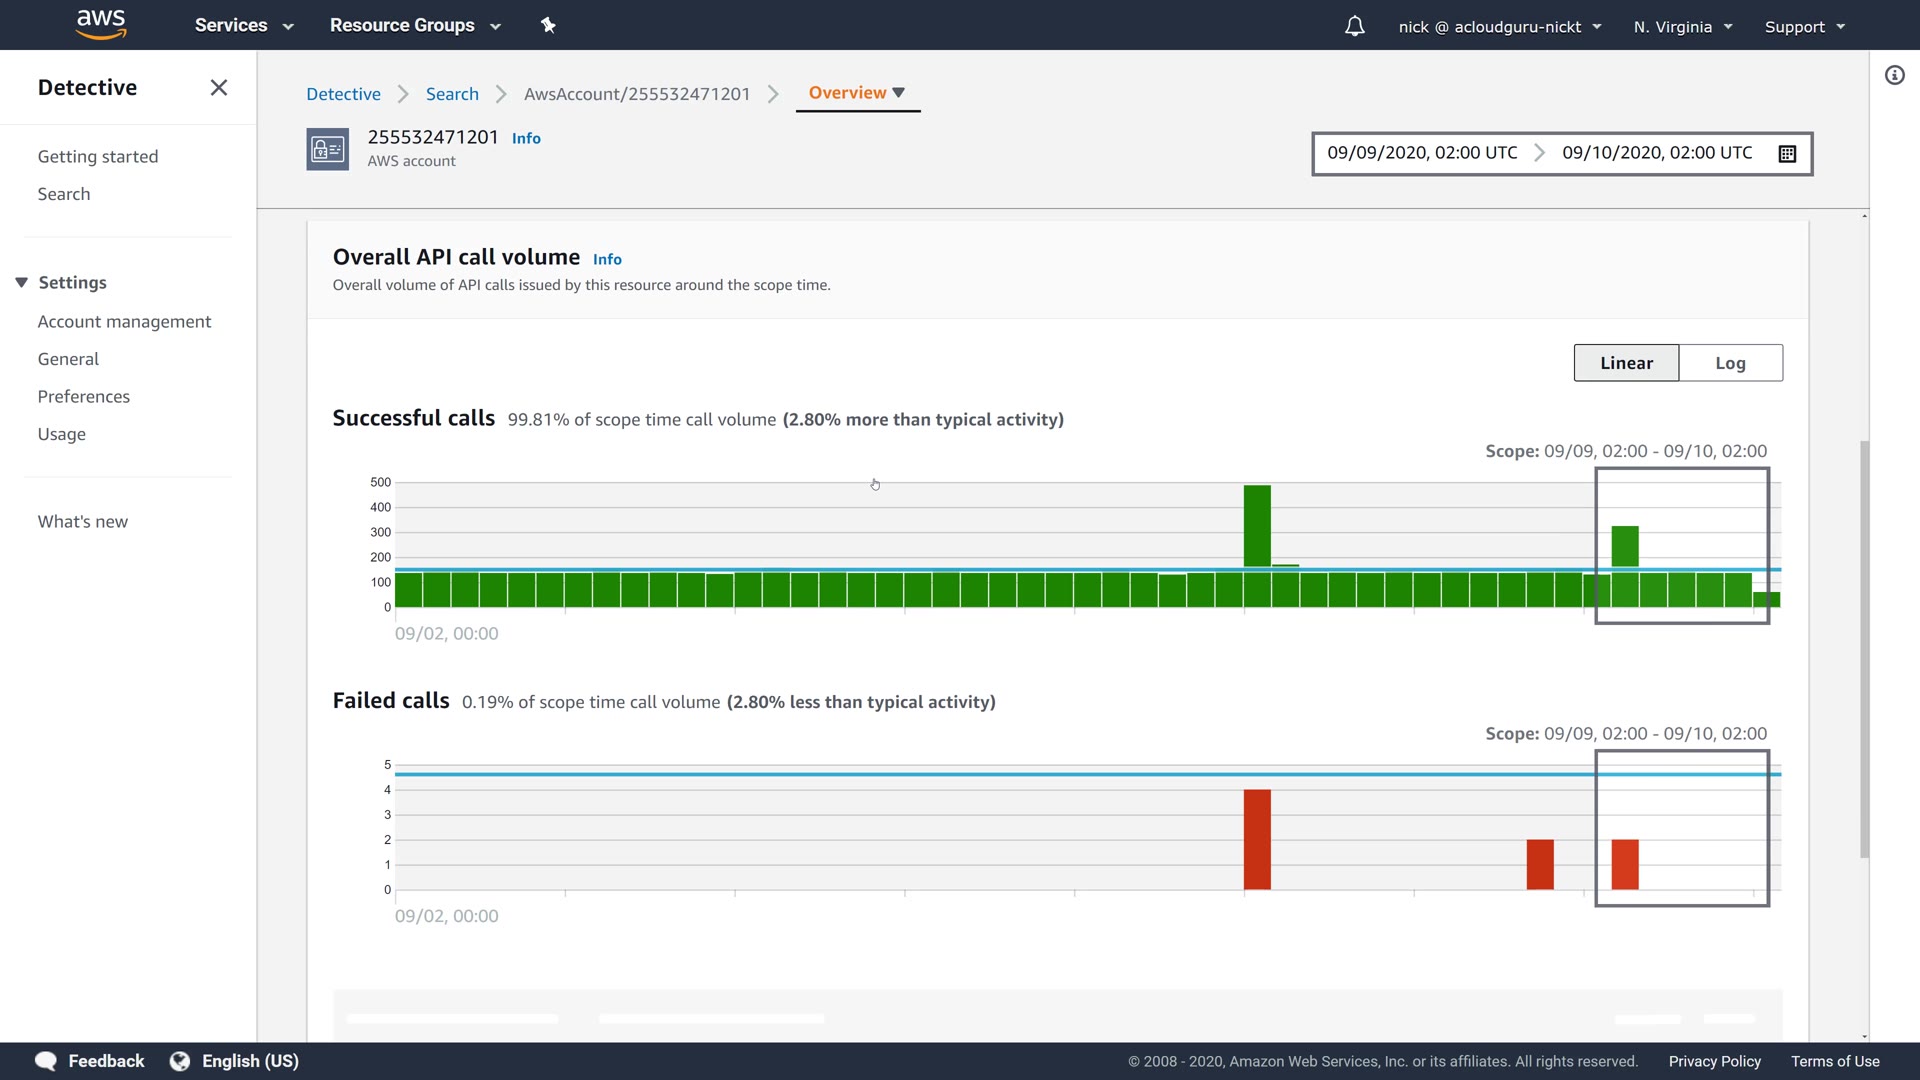 aws Services Resource Groups nick @ acloudguru-nickt N. Virginia Support
Detective
Getting started
Search
Settings
Account management
General
Preferences
Usage
What's new
Detective Search AwsAccount/255532471201 Overview
255532471201 Info
AWS account
09/09/2020, 02:00 UTC 09/10/2020, 02:00 UTC
Overall API call volume Info
Overall volume of API calls issued by this resource around the scope time.
Linear Log
Successful calls 99.81% of scope time call volume (2.80% more than typical activity)
Scope: 09/09, 02:00 - 09/10, 02:00
500
400
300
200
100
0
09/02, 00:00
Failed calls 0.19% of scope time call volume (2.80% less than typical activity)
Scope: 09/09, 02:00 - 09/10, 02:00
5
4
3
2
1
0
09/02, 00:00
Feedback English (US) © 2008 - 2020, Amazon Web Services, Inc. or its affiliates. All rights reserved. Privacy Policy Terms of Use